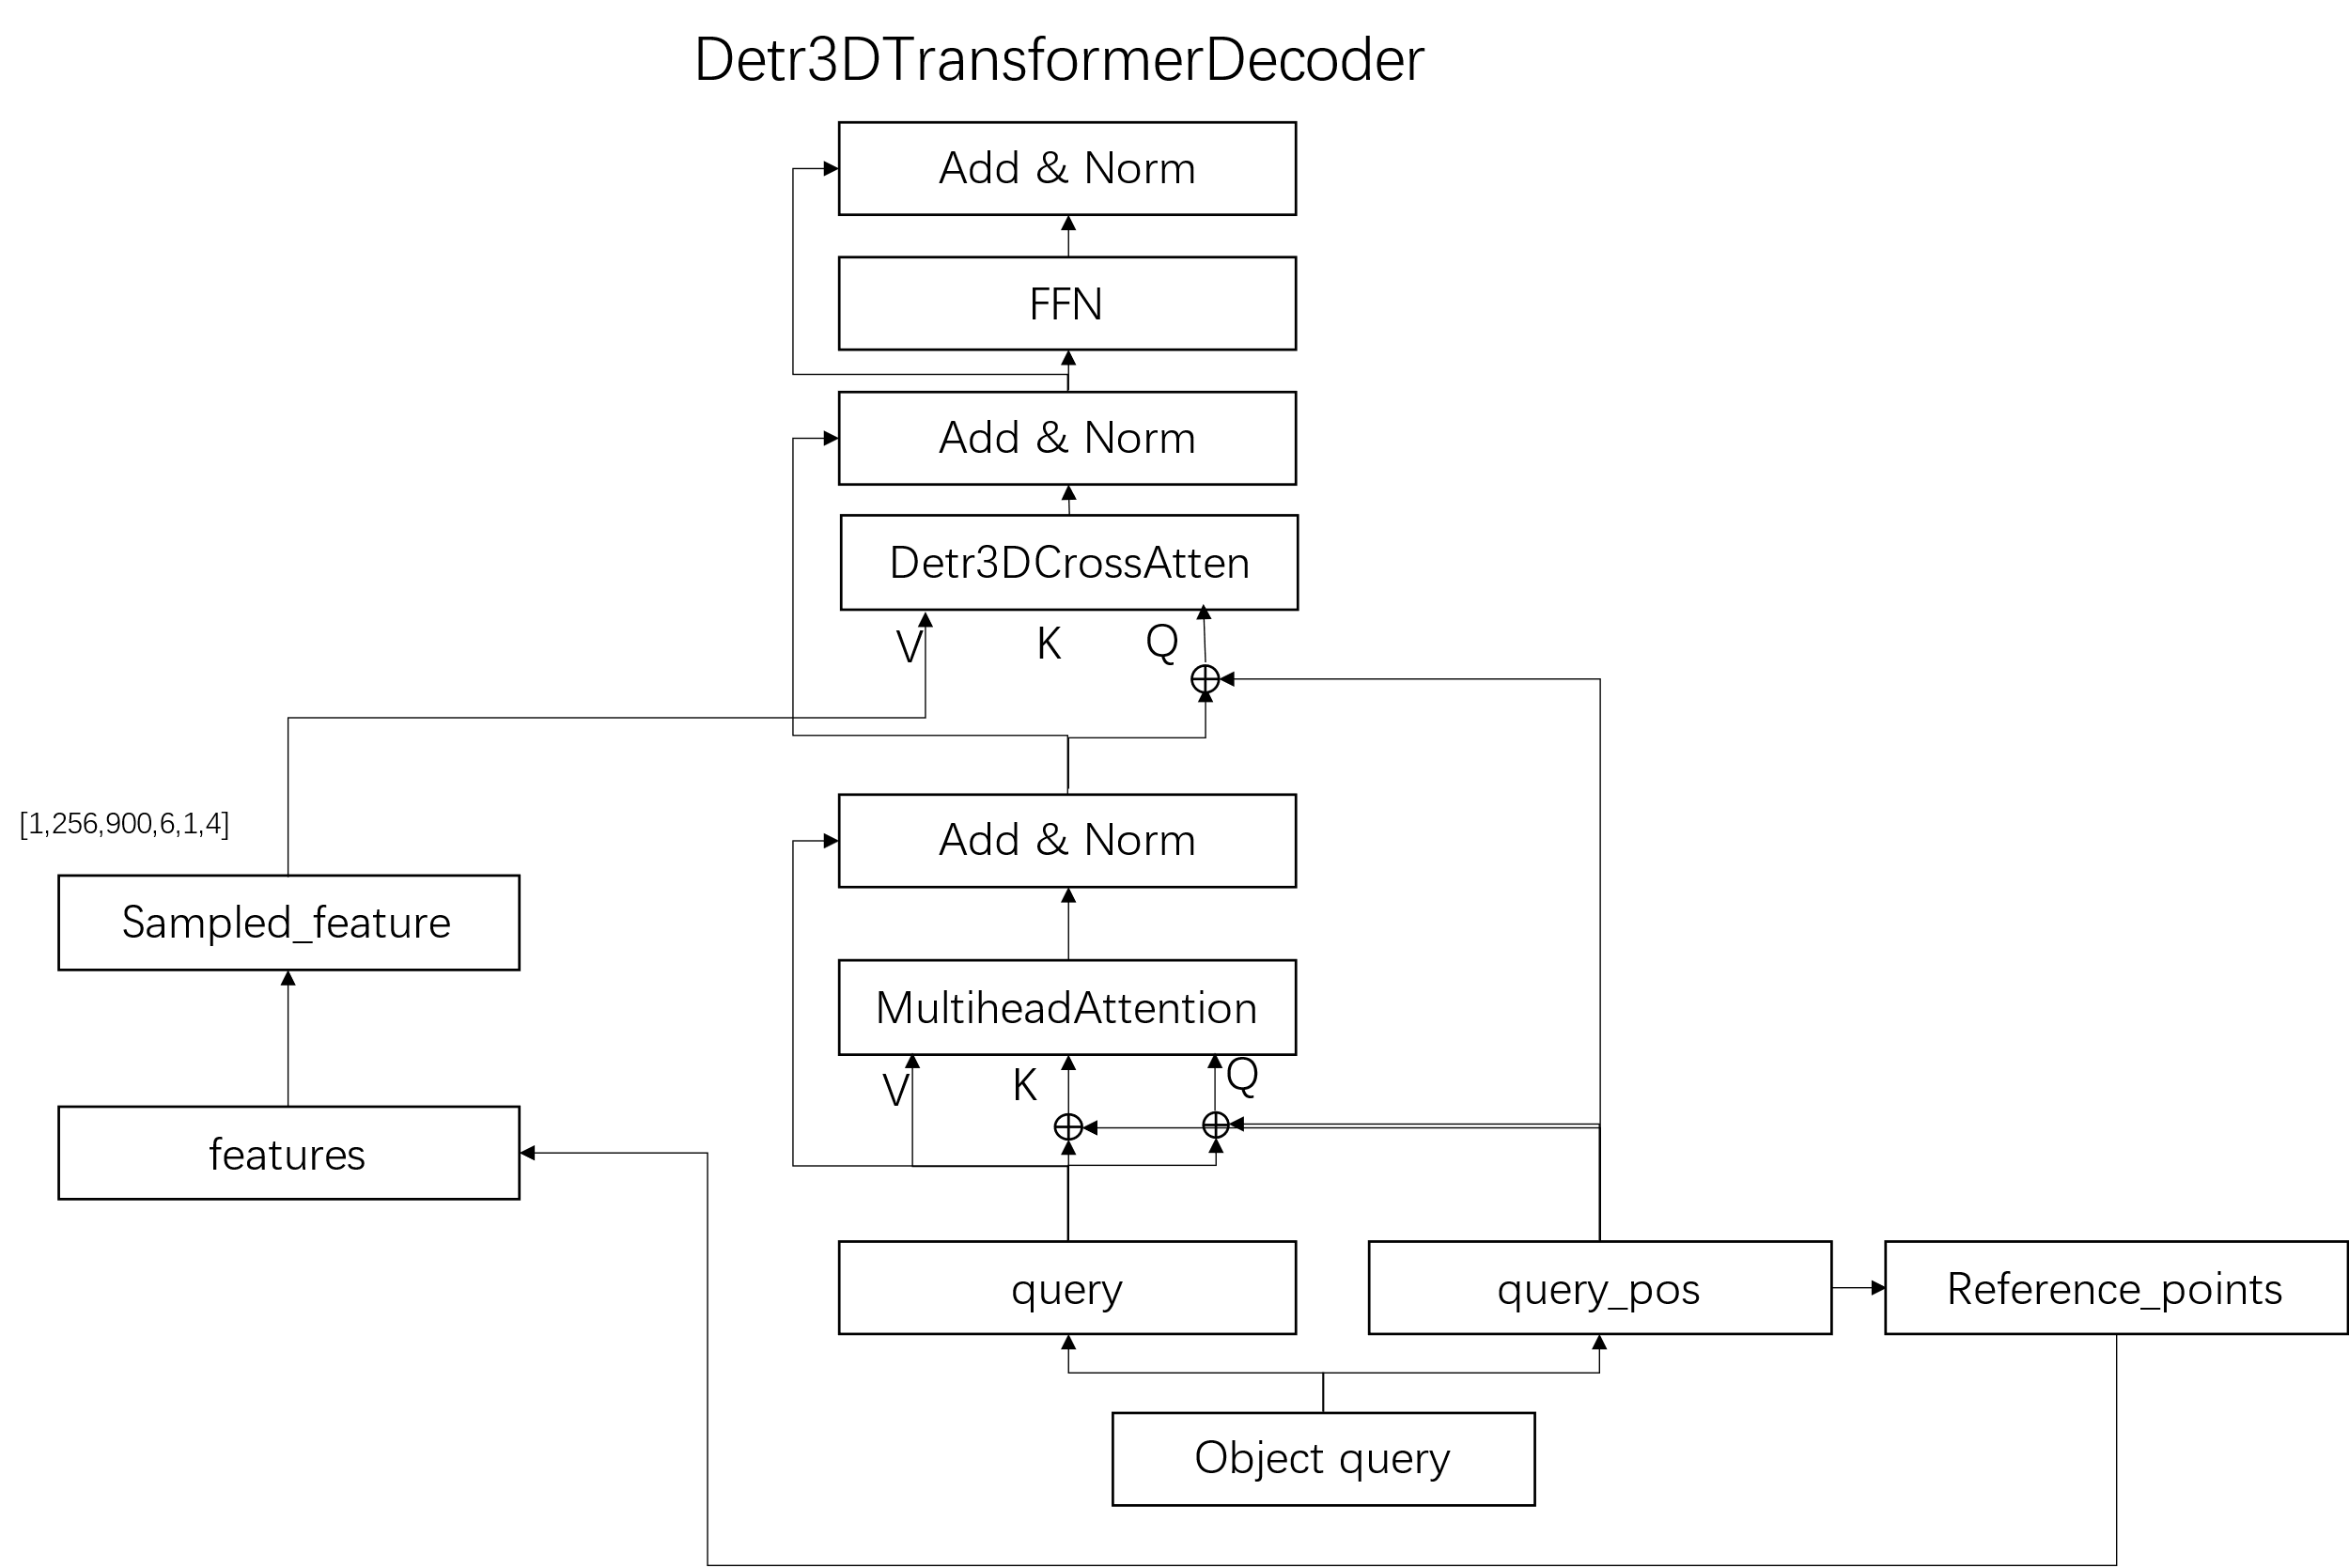 Detr3DTransformerDecoder
Add & Norm
FFN
Add & Norm
Detr3DCrossAtten
V K Q
[1,256,900,6,1,4]
Add & Norm
Sampled_feature
MultiheadAttention
V K Q
features
query query_pos Reference_points
Object query